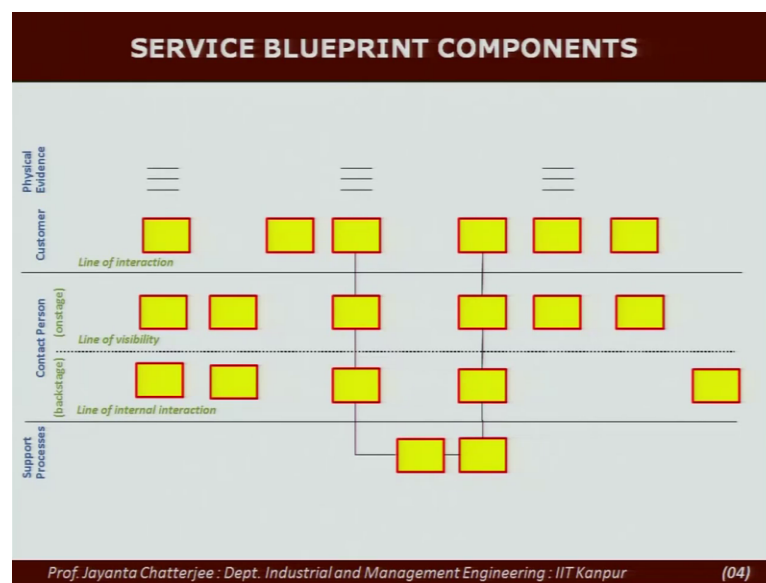 SERVICE BLUEPRINT COMPONENTS
Physical
Evidence
Customer
Line of interaction
Contact Person
(onstage)
Line of visibility
(backstage)
Line of internal interaction
Support
Processes
Prof. Jayanta Chatterjee : Dept. Industrial and Management Engineering : IIT Kanpur
(04)